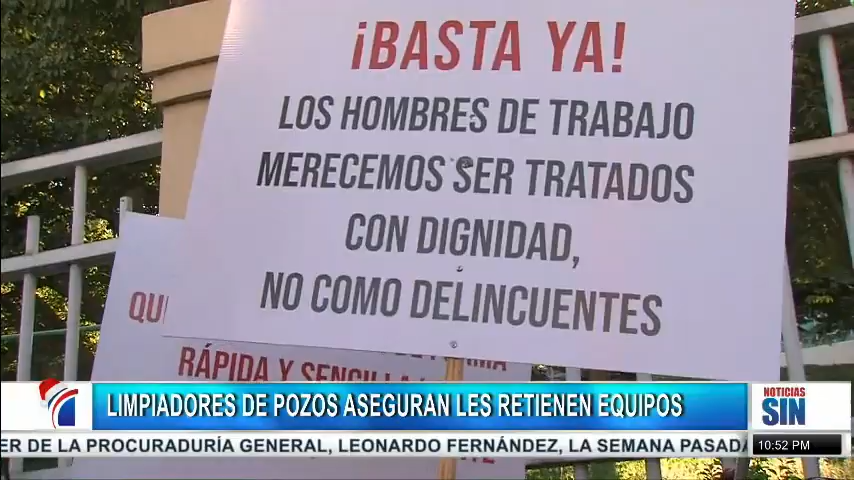 ¡BASTA YA!
LOS HOMBRES DE TRABAJO
MERECEMOS SER TRATADOS
CON DIGNIDAD,
NO COMO DELINCUENTES
RÁPIDA Y
LIMPIADORES DE POZOS ASEGURAN LES RETIENEN EQUIPOS
NOTICIAS
SIN
ER DE LA PROCURADURÍA GENERAL, LEONARDO FERNÁNDEZ, LA SEMANA PASADA
10:52 PM